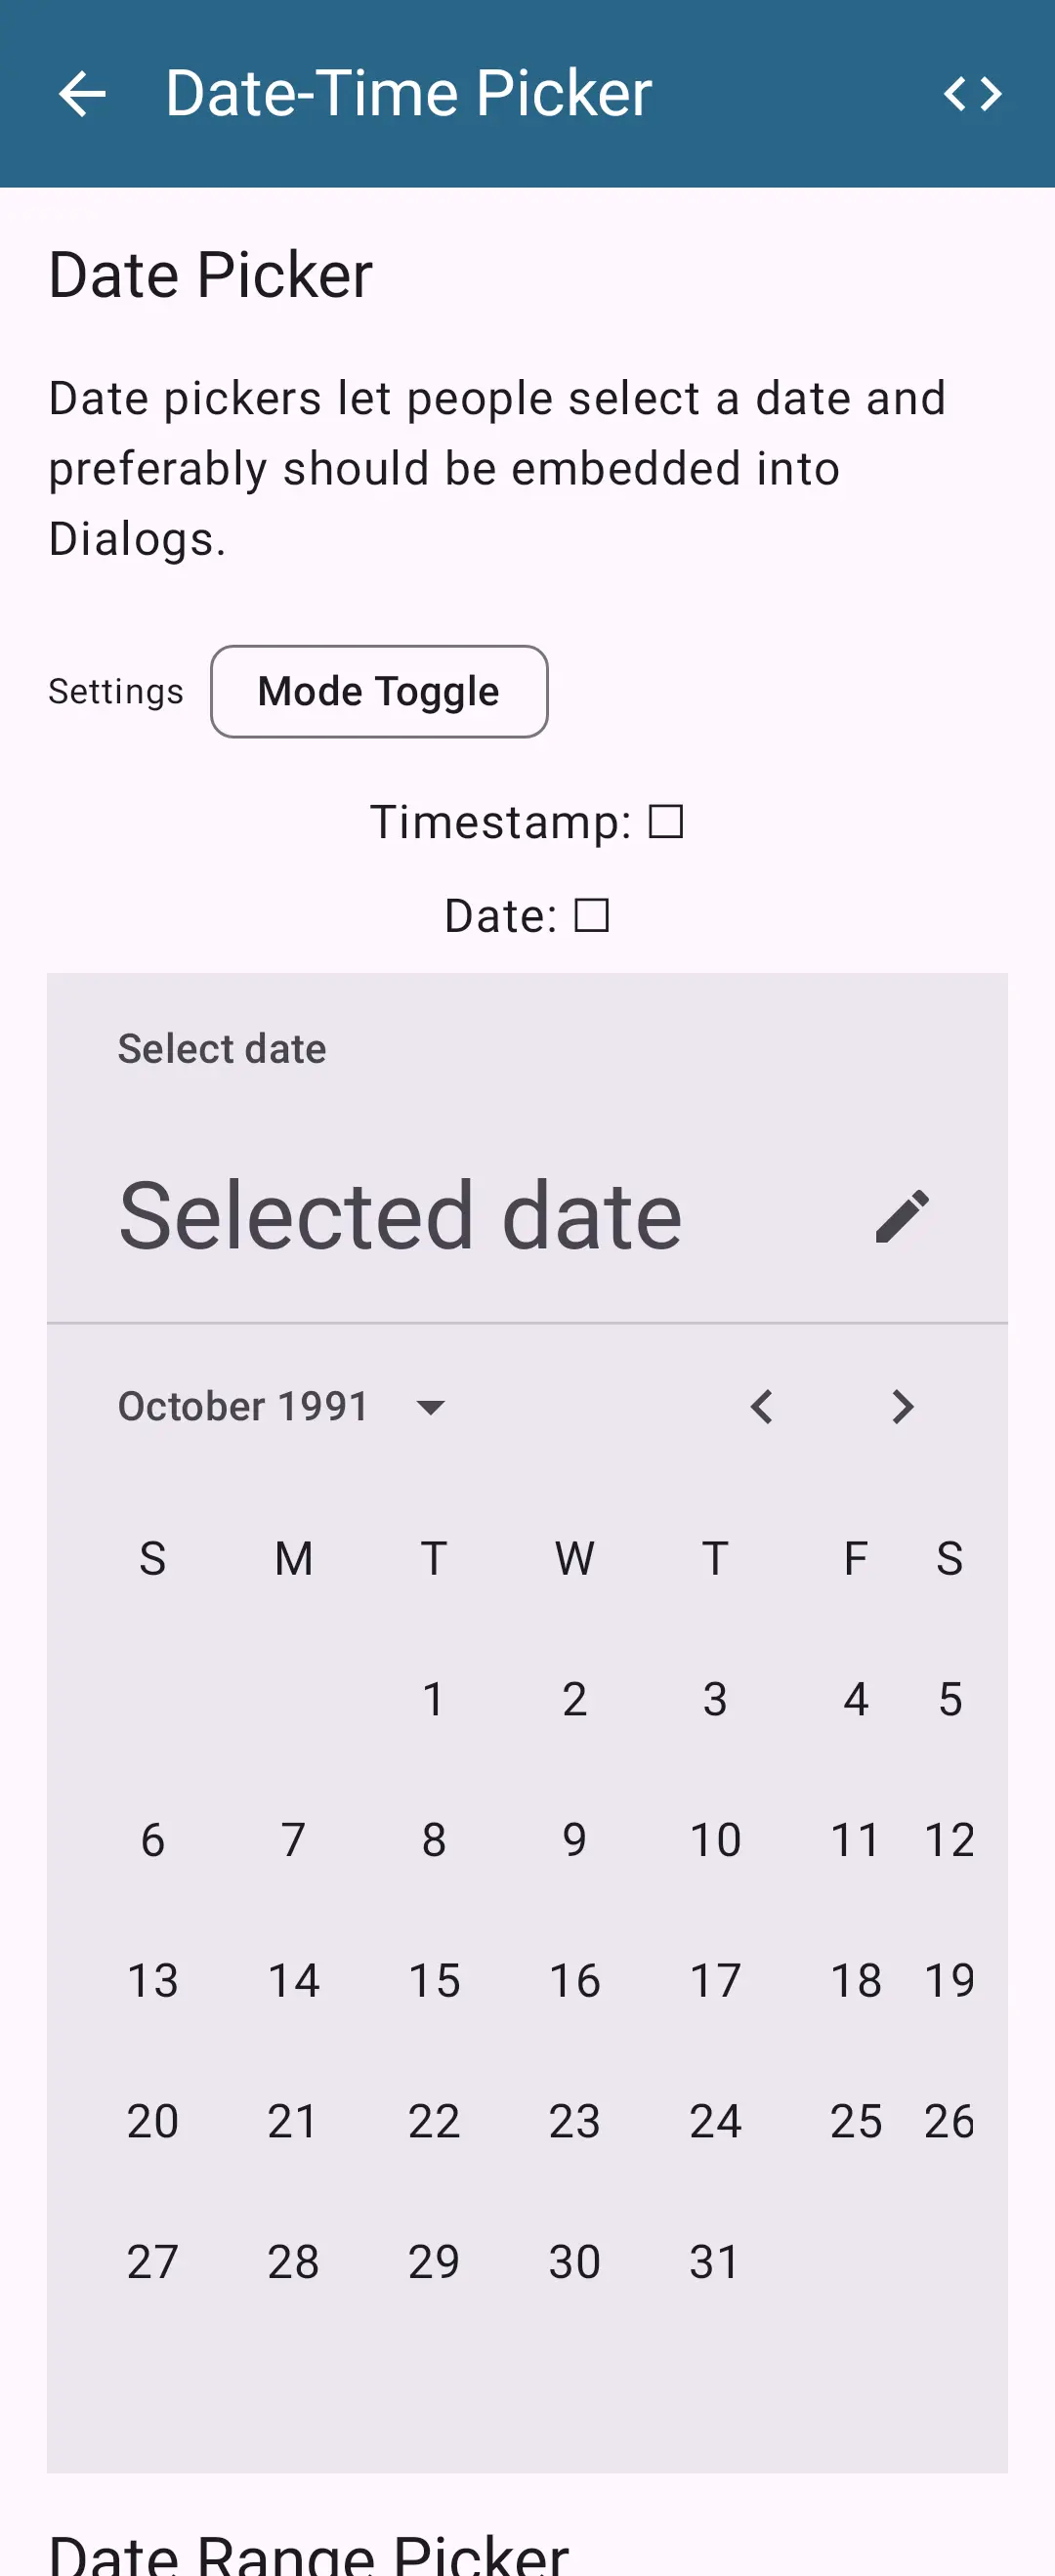 Date-Time Picker
Date Picker
Date pickers let people select a date and
preferably should be embedded into
Dialogs.
Settings Mode Toggle
Timestamp: ☐
Date: ☐
Select date
Selected date
October 1991
S M T W T F S
1 2 3 4 5
6 7 8 9 10 11 12
13 14 15 16 17 18 19
20 21 22 23 24 25 26
27 28 29 30 31
Date Range Picker